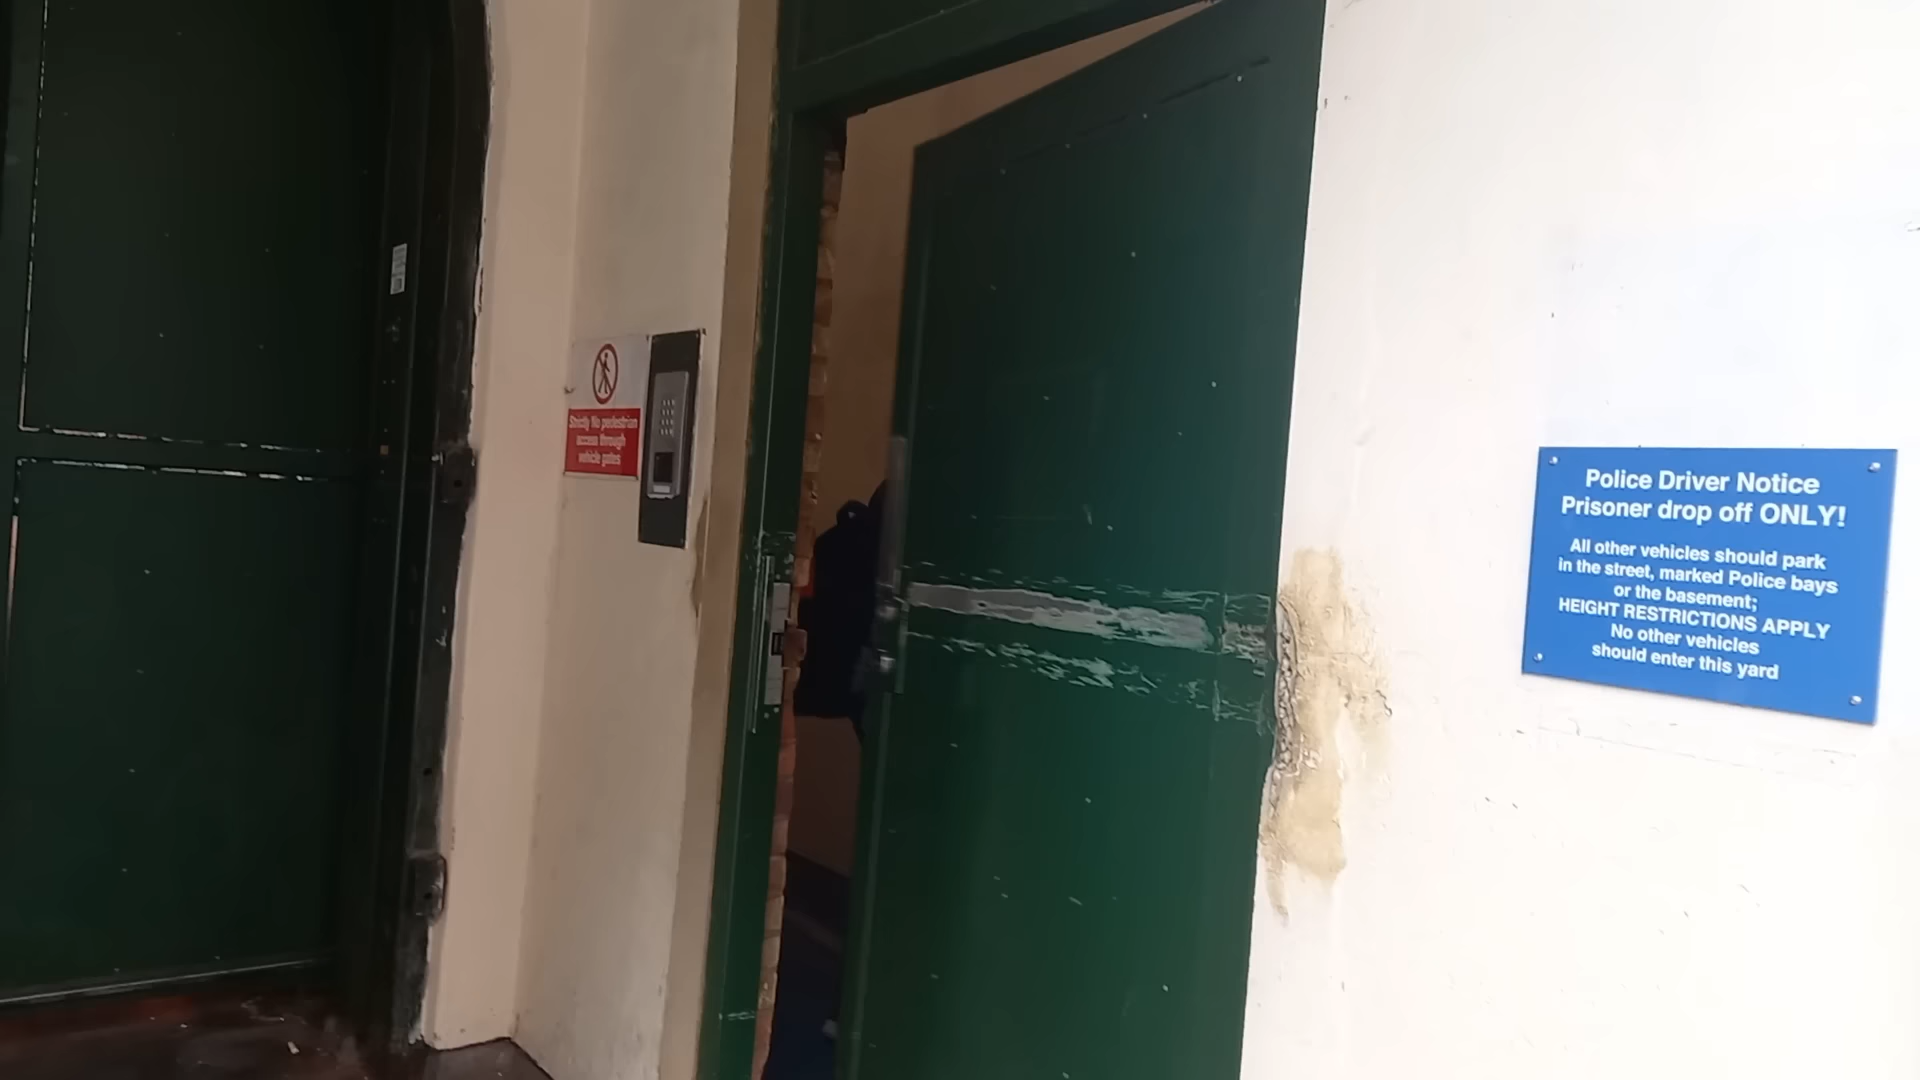 Strictly No pedestrian
access through
vehicle gates
Police Driver Notice
Prisoner drop off ONLY!
All other vehicles should park
in the street, marked Police bays
or the basement;
HEIGHT RESTRICTIONS APPLY
No other vehicles
should enter this yard